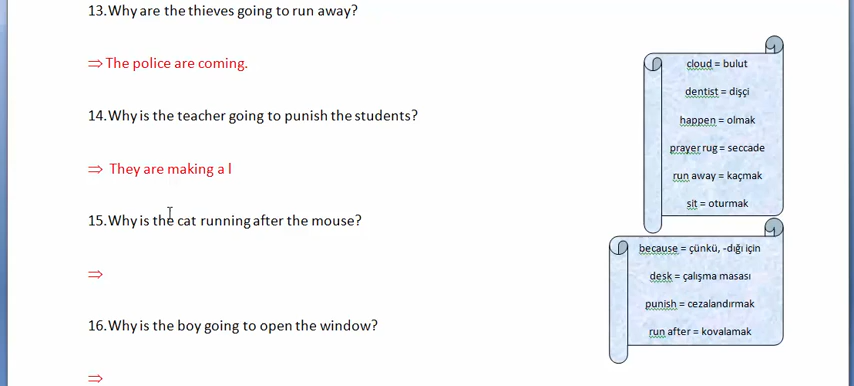 13.Why are the thieves going to run away?
⇒ The police are coming.
14.Why is the teacher going to punish the students?
⇒ They are making a l
15.Why is the cat running after the mouse?
⇒
16.Why is the boy going to open the window?
⇒
cloud = bulut
dentist = dişçi
happen = olmak
prayer rug = seccade
run away = kaçmak
sit = oturmak
because = çünkü, -dığı için
desk = çalışma masası
punish = cezalandırmak
run after = kovalamak